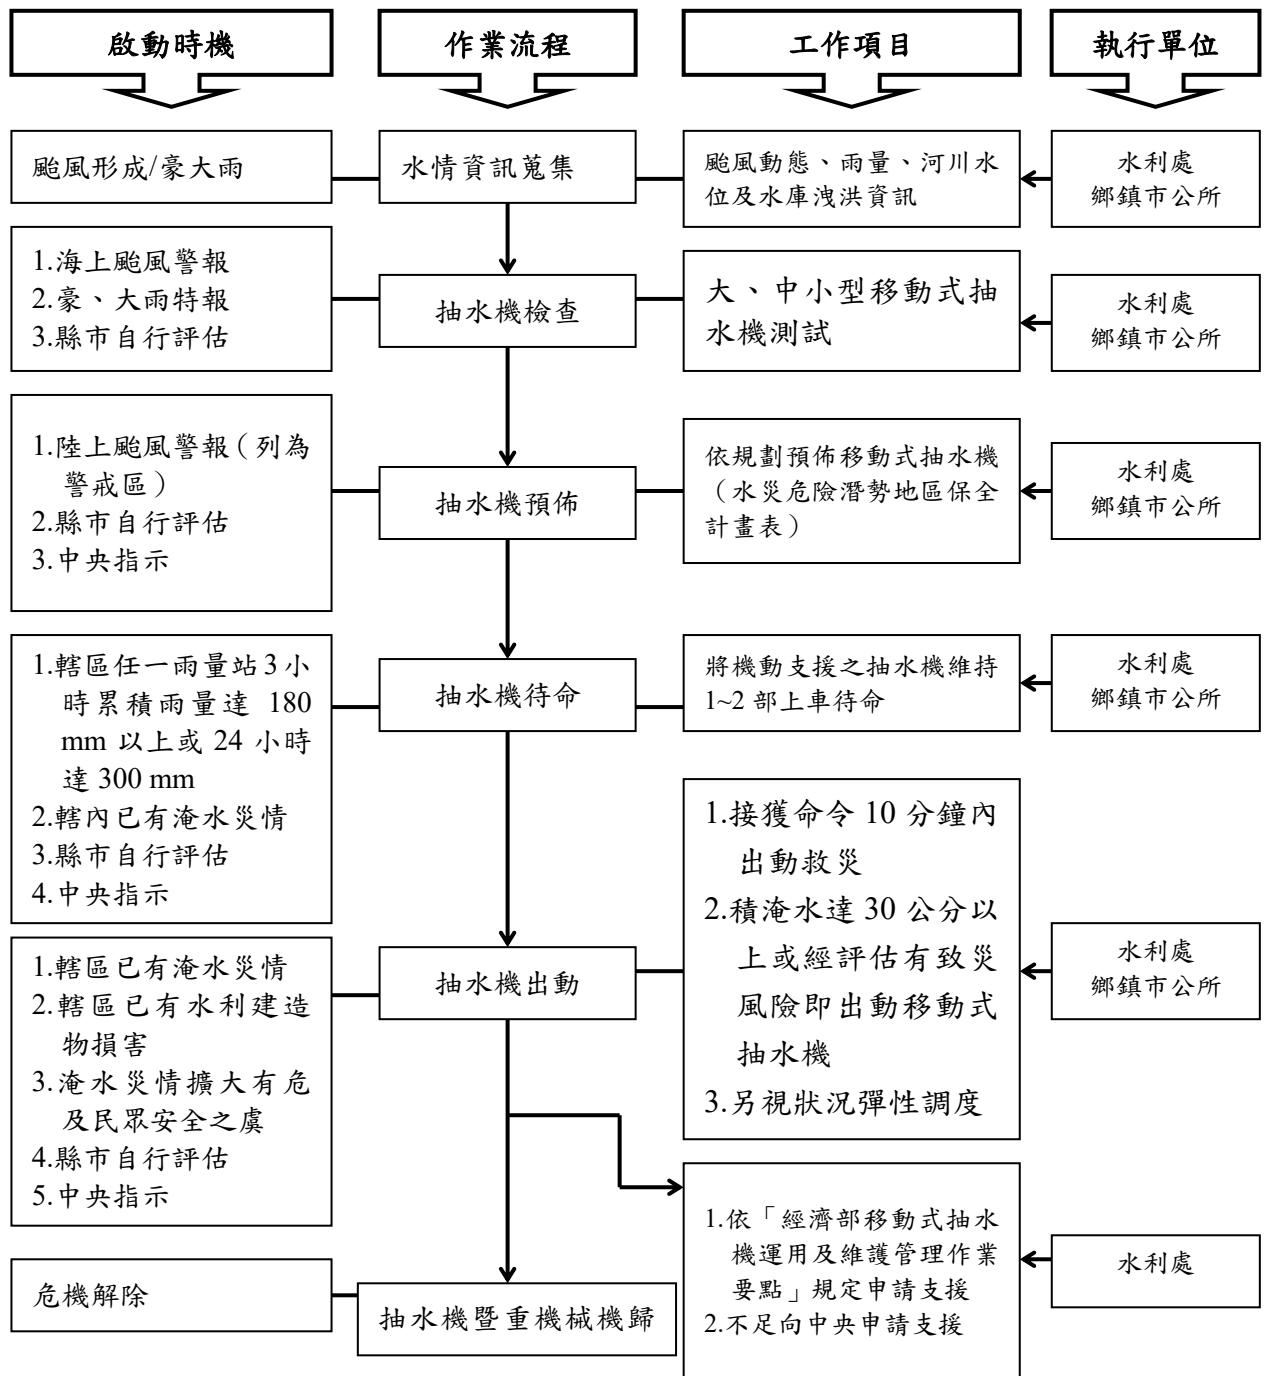 啟動時機
作業流程
工作項目
執行單位
颱風形成/豪大雨
水情資訊蒐集
颱風動態、雨量、河川水
位及水庫洩洪資訊
水利處
鄉鎮市公所
1.海上颱風警報
2.豪、大雨特報
3.縣市自行評估
抽水機檢查
大、中小型移動式抽
水機測試
水利處
鄉鎮市公所
1.陸上颱風警報（列為
警戒區）
2.縣市自行評估
3.中央指示
抽水機預佈
依規劃預佈移動式抽水機
（水災危險潛勢地區保全
計畫表）
水利處
鄉鎮市公所
1.轄區任一雨量站3小
時累積雨量達 180
mm 以上或 24 小時
達 300 mm
2.轄內已有淹水災情
3.縣市自行評估
4.中央指示
抽水機待命
將機動支援之抽水機維持
1~2 部上車待命
水利處
鄉鎮市公所
1.轄區已有淹水災情
2.轄區已有水利建造
物損害
3.淹水災情擴大有危
及民眾安全之虞
4.縣市自行評估
5.中央指示
抽水機出動
1.接獲命令 10 分鐘內
出動救災
2.積淹水達 30 公分以
上或經評估有致災
風險即出動移動式
抽水機
3.另視狀況彈性調度
水利處
鄉鎮市公所
1.依「經濟部移動式抽水
機運用及維護管理作業
要點」規定申請支援
2.不足向中央申請支援
水利處
危機解除
抽水機暨重機械機歸